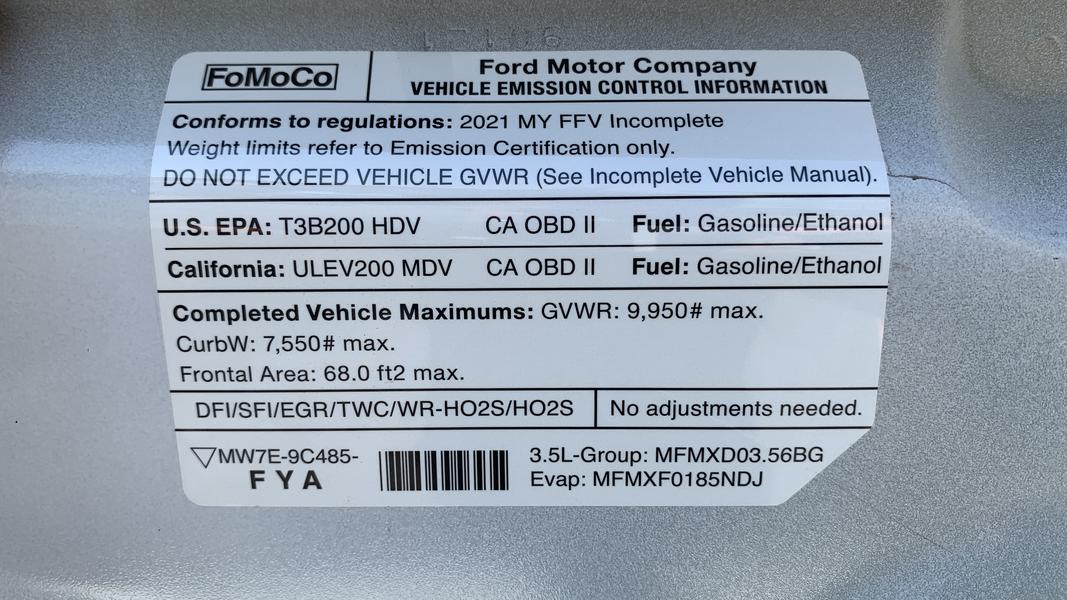 FoMoCo
Ford Motor Company
VEHICLE EMISSION CONTROL INFORMATION
Conforms to regulations: 2021 MY FFV Incomplete
Weight limits refer to Emission Certification only.
DO NOT EXCEED VEHICLE GVWR (See Incomplete Vehicle Manual).
U.S. EPA: T3B200 HDV CA OBD II Fuel: Gasoline/Ethanol
California: ULEV200 MDV CA OBD II Fuel: Gasoline/Ethanol
Completed Vehicle Maximums: GVWR: 9,950# max.
CurbW: 7,550# max.
Frontal Area: 68.0 ft2 max.
DFI/SFI/EGR/TWC/WR-HO2S/HO2S No adjustments needed.
MW7E-9C485-
FYA
3.5L-Group: MFMXD03.56BG
Evap: MFMXF0185NDJ